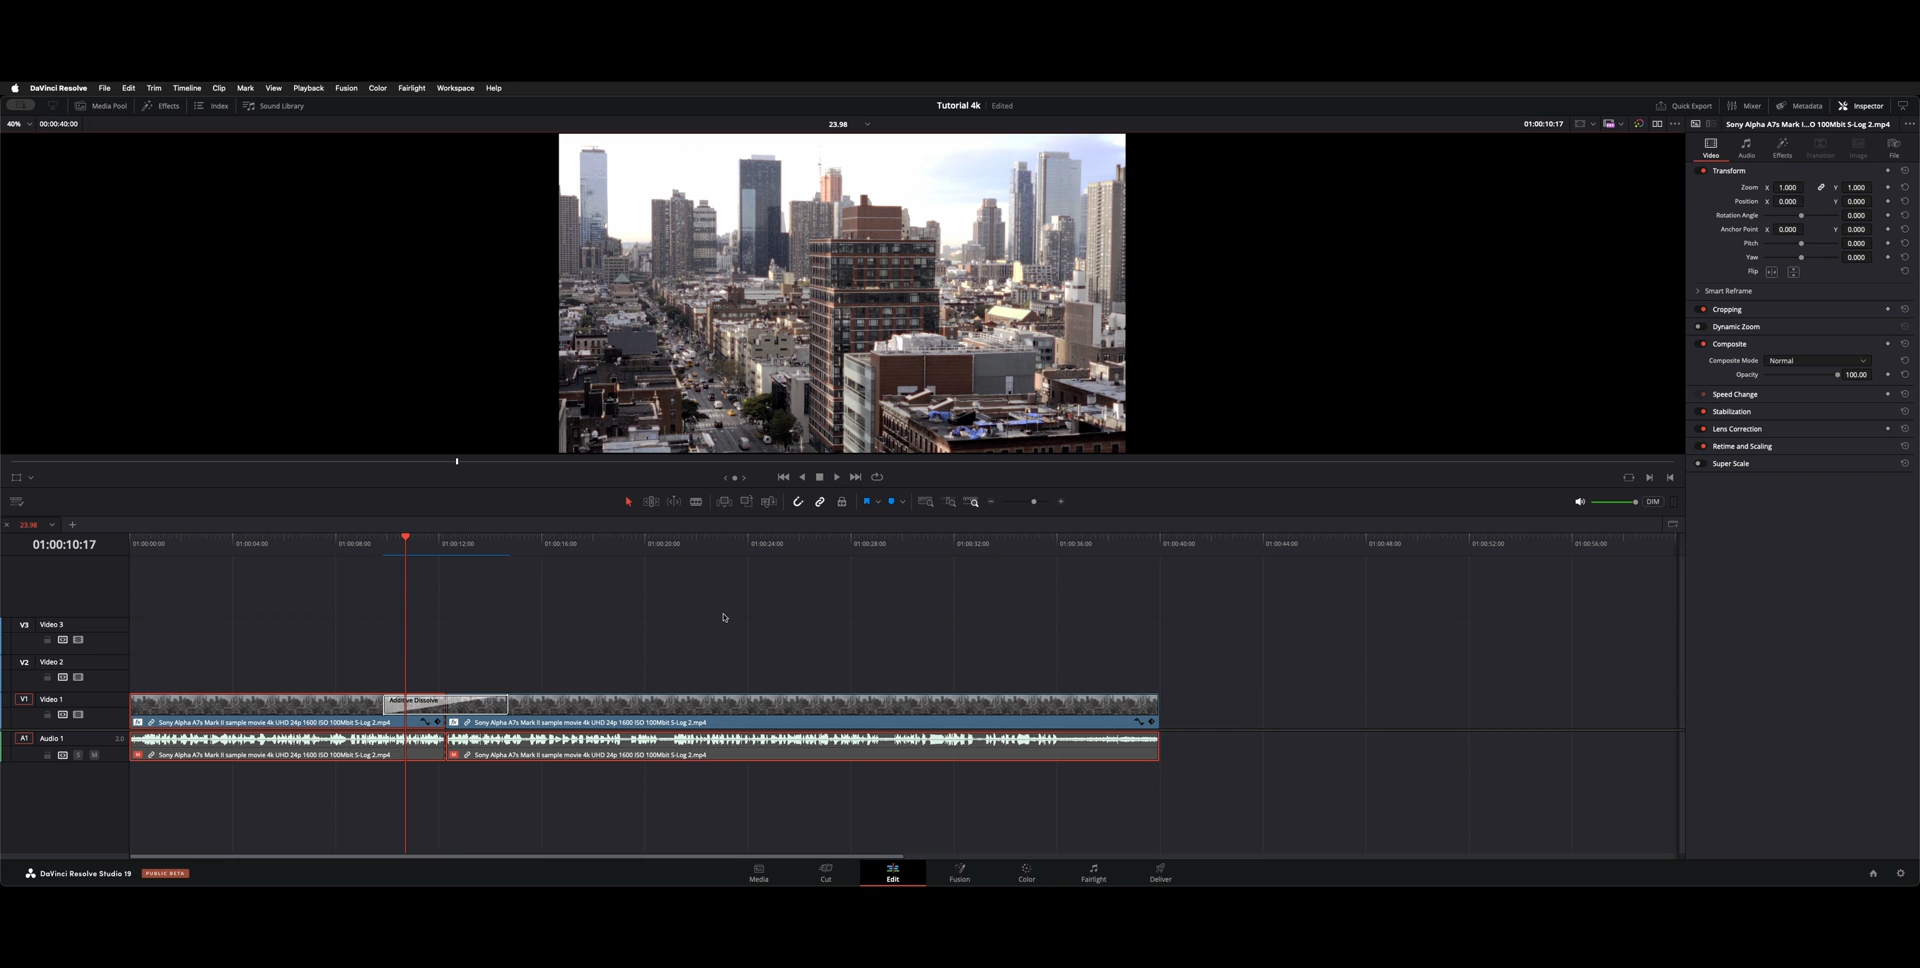 DaVinci Resolve File Edit Trim Timeline Clip Mark View Playback Fusion Color Fairlight Workspace Help
Media Pool Effects Index Sound Library Tutorial 4k Edited Quick Export Mixer Metadata Inspector
40% 00:00:40:00 23.98 01:00:10:17 Sony Alpha A7s Mark I...O 100Mbit S-Log 2.mp4
Video Audio Effects Transition Image File
Transform
Zoom X 1.000 Y 1.000
Position X 0.000 Y 0.000
Rotation Angle 0.000
Anchor Point X 0.000 Y 0.000
Pitch 0.000
Yaw 0.000
Flip
Smart Reframe
Cropping
Dynamic Zoom
Composite
Composite Mode Normal
Opacity 100.00
Speed Change
Stabilization
Lens Correction
Retime and Scaling
Super Scale
DIM
23.98
01:00:10:17 01:00:00:00 01:00:04:00 01:00:08:00 01:00:12:00 01:00:16:00 01:00:20:00 01:00:24:00 01:00:28:00 01:00:32:00 01:00:36:00 01:00:40:00 01:00:44:00 01:00:48:00 01:00:52:00 01:00:56:00
V3 Video 3
V2 Video 2
V1 Video 1 Additive Dissolve
Sony Alpha A7s Mark II sample movie 4k UHD 24p 1600 ISO 100Mbit S-Log 2.mp4 Sony Alpha A7s Mark II sample movie 4k UHD 24p 1600 ISO 100Mbit S-Log 2.mp4
A1 Audio 1 2.0
S M Sony Alpha A7s Mark II sample movie 4k UHD 24p 1600 ISO 100Mbit S-Log 2.mp4 Sony Alpha A7s Mark II sample movie 4k UHD 24p 1600 ISO 100Mbit S-Log 2.mp4
DaVinci Resolve Studio 19 PUBLIC BETA Media Cut Edit Fusion Color Fairlight Deliver